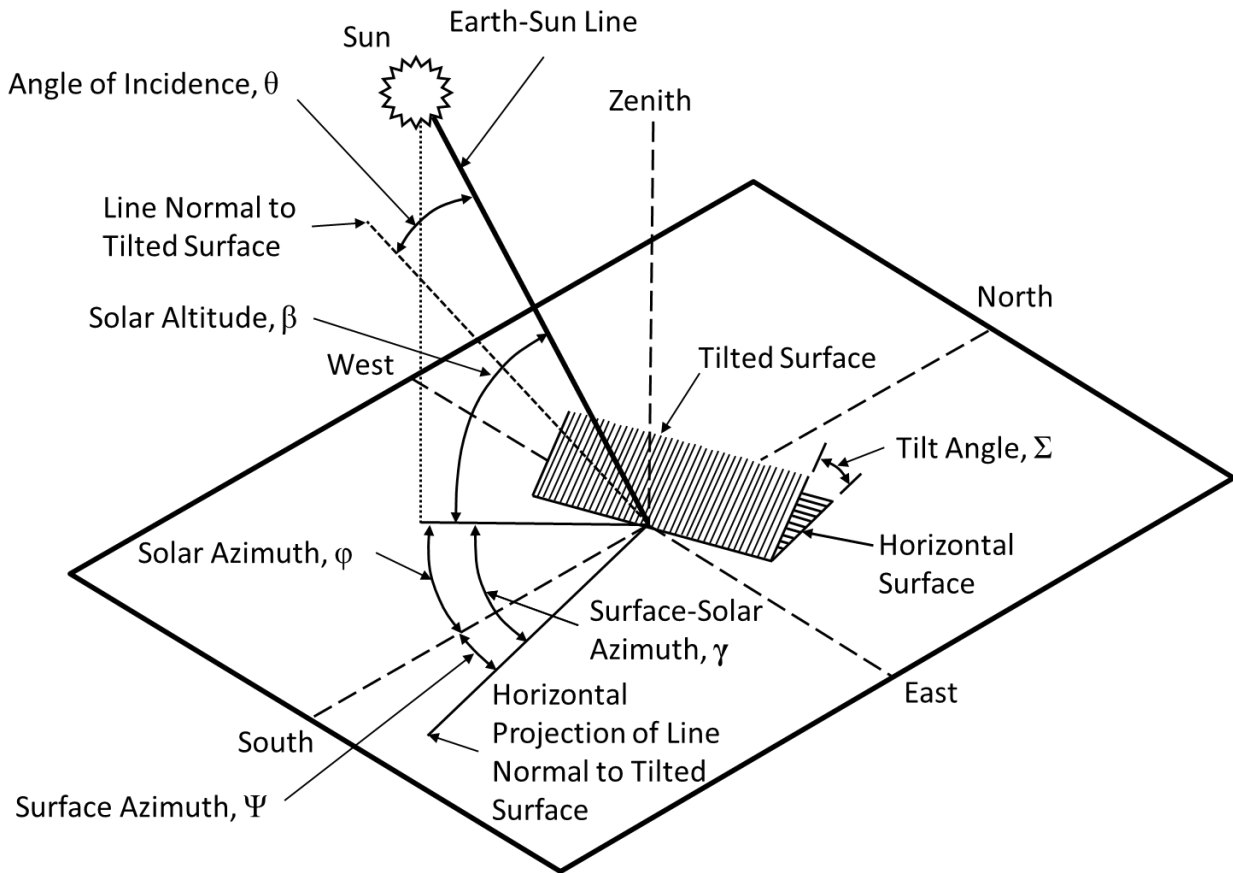 Earth-Sun Line
Sun
Angle of Incidence, θ
Zenith
Line Normal to
Tilted Surface
North
Solar Altitude, β
West
Tilted Surface
Tilt Angle, Σ
Solar Azimuth, φ
Horizontal
Surface
Surface-Solar
Azimuth, γ
East
South
Horizontal
Projection of Line
Normal to Tilted
Surface
Surface Azimuth, Ψ